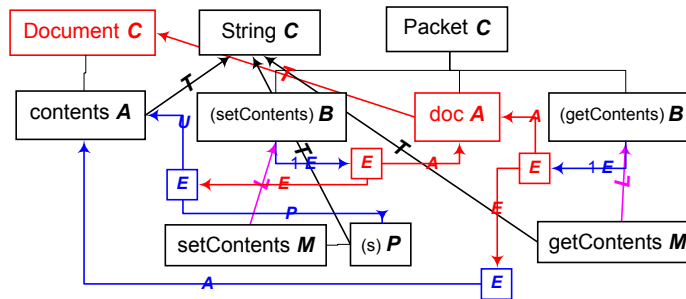 Document C
String C
Packet C
T
T
contents A
(setContents) B
doc A
(getContents) B
U
T
T
A
1 E
E
A
E
1 E
E
E
L
L
E
P
setContents M
(s) P
getContents M
A
E